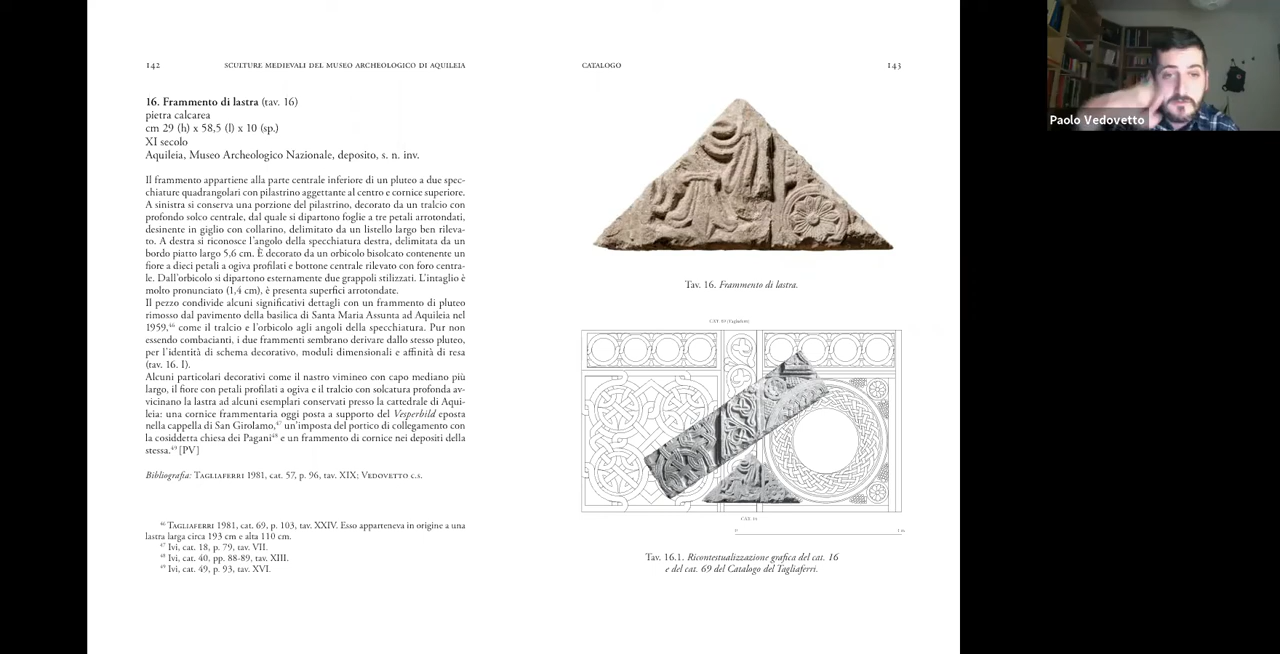 142
SCULTURE MEDIEVALI DEL MUSEO ARCHEOLOGICO DI AQUILEIA
16. Frammento di lastra (tav. 16)
pietra calcarea
cm 29 (h) x 58,5 (l) x 10 (sp.)
XI secolo
Aquileia, Museo Archeologico Nazionale, deposito, s. n. inv.
Il frammento appartiene alla parte centrale inferiore di un pluteo a due spec-
chiature quadrangolari con pilastrino aggettante al centro e cornice superiore.
A sinistra si conserva una porzione del pilastrino, decorato da un tralcio con
profondo solco centrale, dal quale si dipartono foglie a tre petali arrotondati,
desinente in giglio con collarino, delimitato da un listello largo ben rileva-
to. A destra si riconosce l'angolo della specchiatura destra, delimitata da un
bordo piatto largo 5,6 cm. È decorato da un orbicolo bisolcato contenente un
fiore a dieci petali a ogiva profilati e bottone centrale rilevato con foro centra-
le. Dall'orbicolo si dipartono esternamente due grappoli stilizzati. L'intaglio è
molto pronunciato (1,4 cm), è presenta superfici arrotondate.
Il pezzo condivide alcuni significativi dettagli con un frammento di pluteo
rimosso dal pavimento della basilica di Santa Maria Assunta ad Aquileia nel
1959,⁴⁶ come il tralcio e l'orbicolo agli angoli della specchiatura. Pur non
essendo combacianti, i due frammenti sembrano derivare dallo stesso pluteo,
per l'identità di schema decorativo, moduli dimensionali e affinità di resa
(tav. 16. I).
Alcuni particolari decorativi come il nastro vimineo con capo mediano più
largo, il fiore con petali profilati a ogiva e il tralcio con solcatura profonda av-
vicinano la lastra ad alcuni esemplari conservati presso la cattedrale di Aqui-
leia: una cornice frammentaria oggi posta a supporto del Vesperbild eposta
nella cappella di San Girolamo,⁴⁷ un'imposta del portico di collegamento con
la cosiddetta chiesa dei Pagani⁴⁸ e un frammento di cornice nei depositi della
stessa.⁴⁹ [PV]
Bibliografia: TAGLIAFERRI 1981, cat. 57, p. 96, tav. XIX; VEDOVETTO c.s.
⁴⁶ TAGLIAFERRI 1981, cat. 69, p. 103, tav. XXIV. Esso apparteneva in origine a una
lastra larga circa 193 cm e alta 110 cm.
⁴⁷ Ivi, cat. 18, p. 79, tav. VII.
⁴⁸ Ivi, cat. 40, pp. 88-89, tav. XIII.
⁴⁹ Ivi, cat. 49, p. 93, tav. XVI.
CATALOGO
143
Tav. 16. Frammento di lastra.
CAT. 69 (Tagliaferri)
CAT. 16
Tav. 16.1. Ricontestualizzazione grafica del cat. 16
e del cat. 69 del Catalogo del Tagliaferri.
Paolo Vedovetto